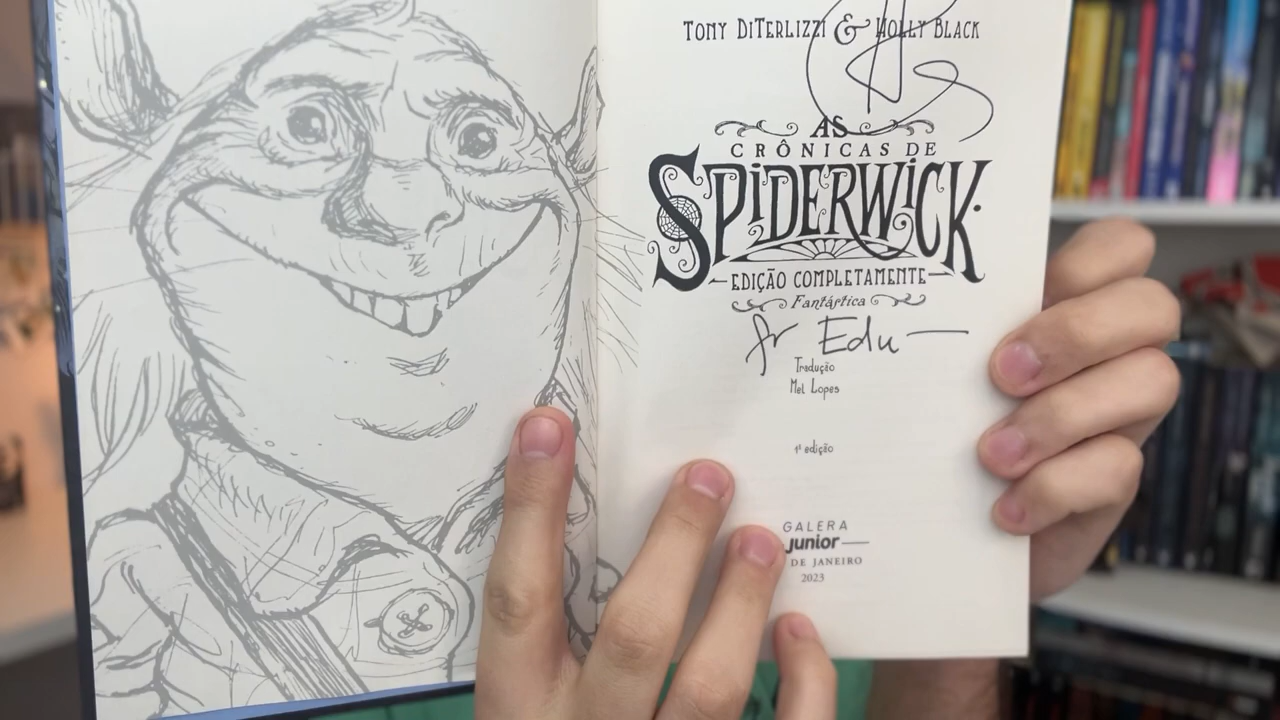 TONY DiTERLIZZI & HOLLY BLACK
AS
CRÔNICAS DE
SPiDERWiCK
EDIÇÃO COMPLETAMENTE
Fantástica
for Edu
Tradução
Mel Lopes
1ª edição
GALERA
junior
DE JANEIRO
2023